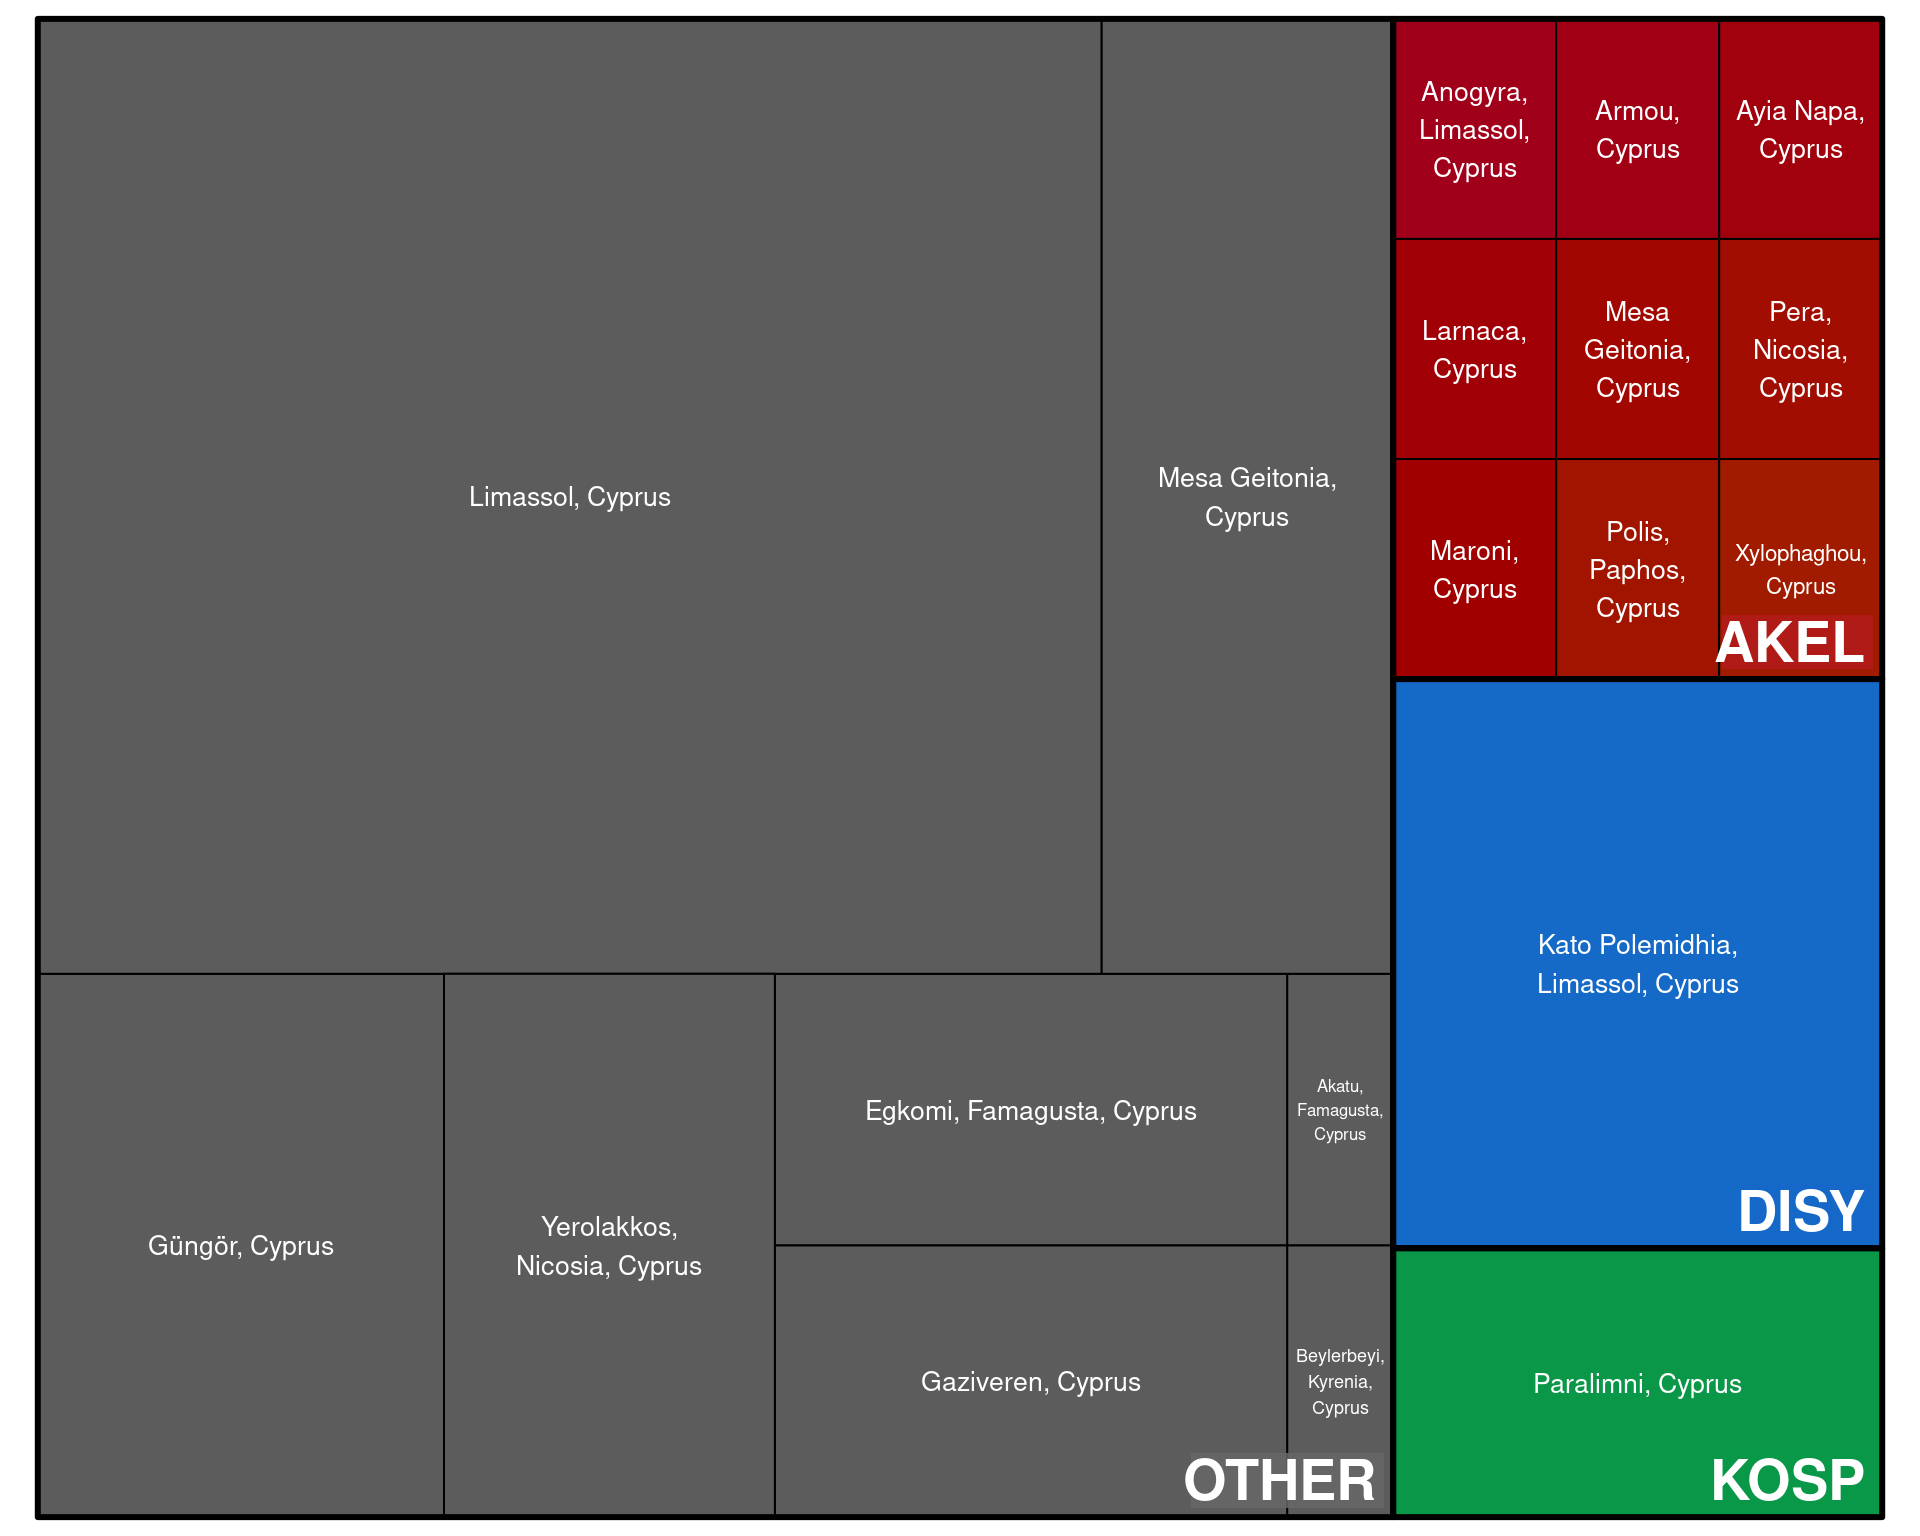 Limassol, Cyprus
Mesa Geitonia,
Cyprus
Güngör, Cyprus
Yerolakkos,
Nicosia, Cyprus
Egkomi, Famagusta, Cyprus
Akatu,
Famagusta,
Cyprus
Gaziveren, Cyprus
Beylerbeyi,
Kyrenia,
Cyprus
OTHER
Anogyra,
Limassol,
Cyprus
Armou,
Cyprus
Ayia Napa,
Cyprus
Larnaca,
Cyprus
Mesa
Geitonia,
Cyprus
Pera,
Nicosia,
Cyprus
Maroni,
Cyprus
Polis,
Paphos,
Cyprus
Xylophaghou,
Cyprus
AKEL
Kato Polemidhia,
Limassol, Cyprus
DISY
Paralimni, Cyprus
KOSP